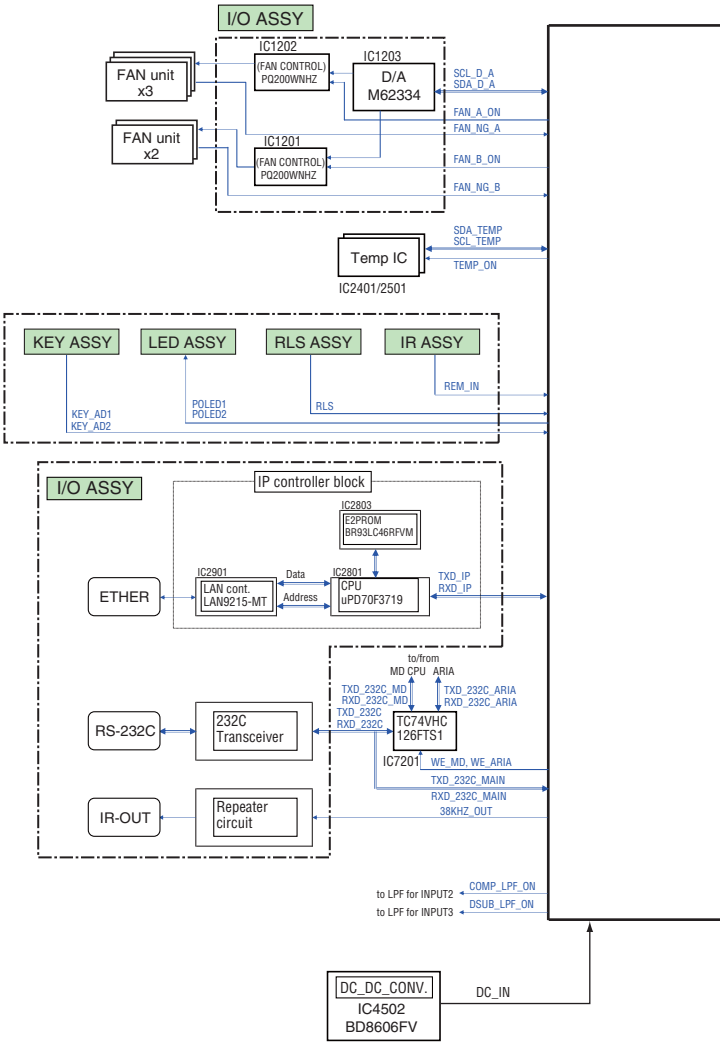 I/O ASSY
IC1202
(FAN CONTROL)
PQ200WNHZ
IC1203
D/A
M62334
FAN unit
x3
SCL_D_A
SDA_D_A
FAN_A_ON
FAN_NG_A
FAN unit
x2
IC1201
(FAN CONTROL)
PQ200WNHZ
FAN_B_ON
FAN_NG_B
SDA_TEMP
SCL_TEMP
TEMP_ON
Temp IC
IC2401/2501
KEY ASSY
LED ASSY
RLS ASSY
IR ASSY
REM_IN
POLED1
POLED2
RLS
KEY_AD1
KEY_AD2
I/O ASSY
IP controller block
IC2803
E2PROM
BR93LC46RFVM
IC2901
LAN cont.
LAN9215-MT
Data
Address
IC2801
CPU
uPD70F3719
TXD_IP
RXD_IP
ETHER
to/from
MD CPU ARIA
TXD_232C_MD
RXD_232C_MD
TXD_232C_ARIA
RXD_232C_ARIA
TXD_232C
RXD_232C
RS-232C
232C
Transceiver
TC74VHC
126FTS1
IC7201
WE_MD, WE_ARIA
TXD_232C_MAIN
RXD_232C_MAIN
38KHZ_OUT
IR-OUT
Repeater
circuit
to LPF for INPUT2
COMP_LPF_ON
to LPF for INPUT3
DSUB_LPF_ON
DC_DC_CONV.
IC4502
BD8606FV
DC_IN